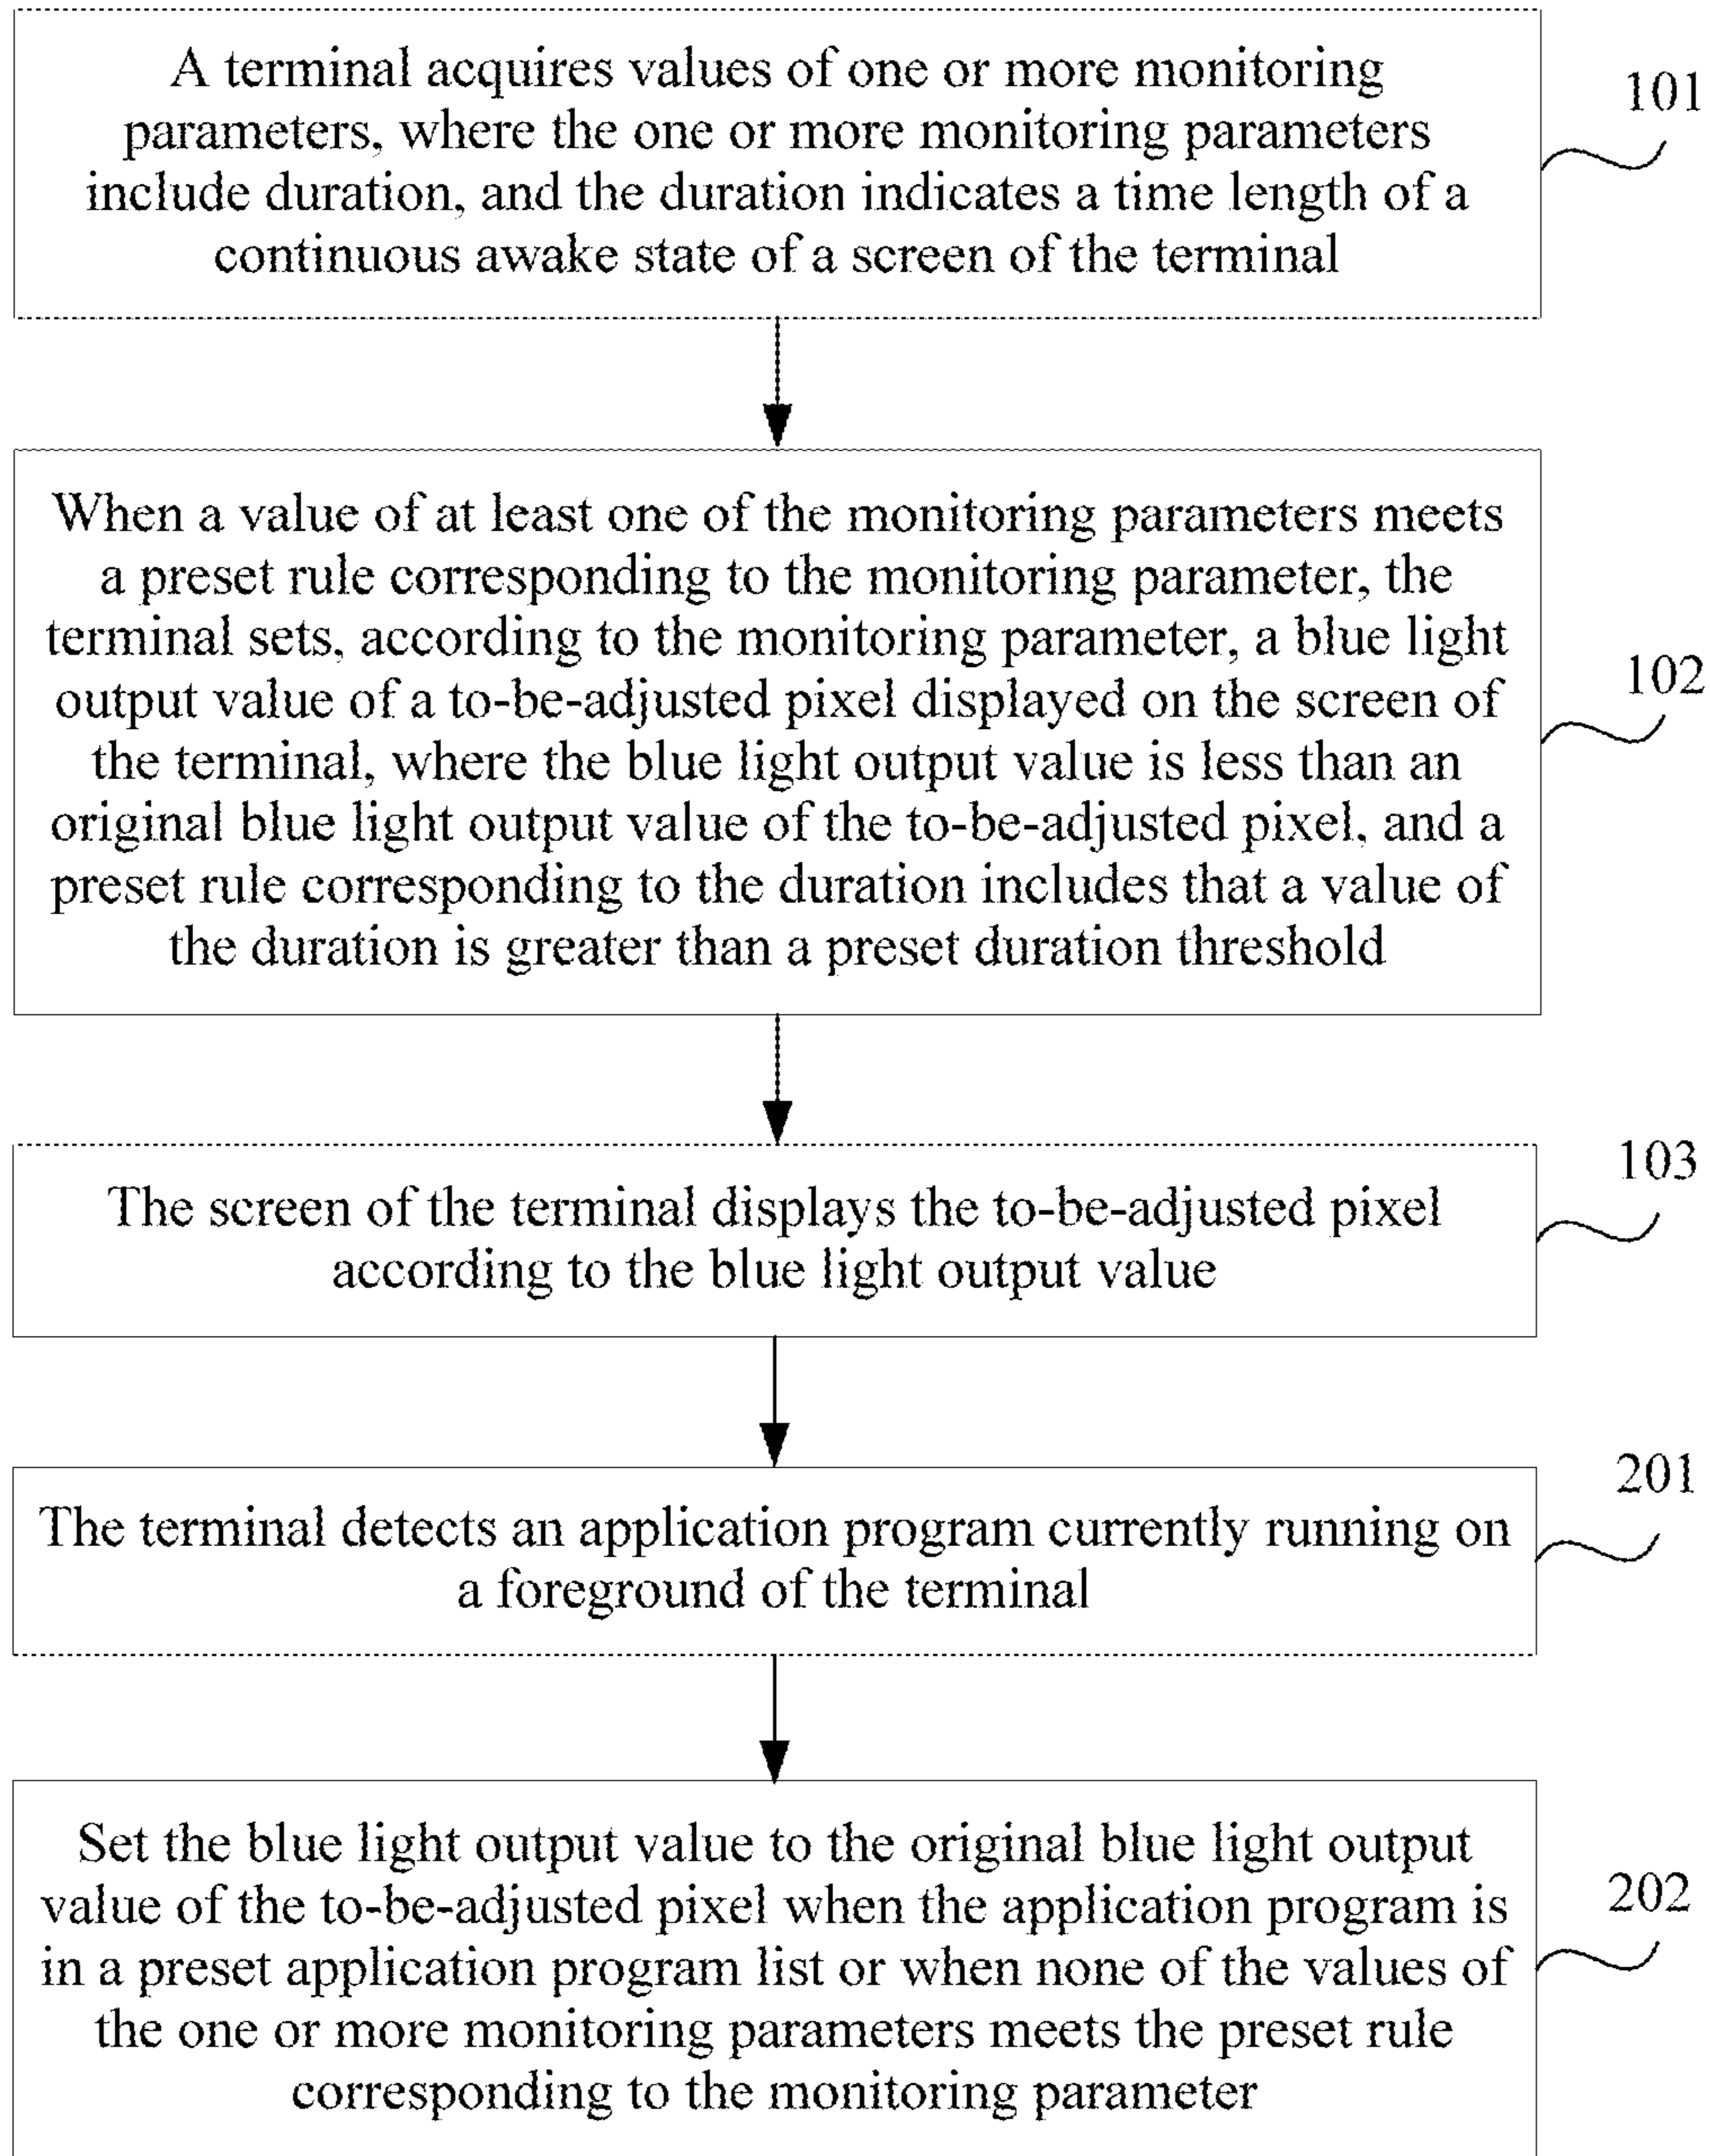 A terminal acquires values of one or more monitoring
parameters, where the one or more monitoring parameters
include duration, and the duration indicates a time length of a
continuous awake state of a screen of the terminal
101
When a value of at least one of the monitoring parameters meets
a preset rule corresponding to the monitoring parameter, the
terminal sets, according to the monitoring parameter, a blue light
output value of a to-be-adjusted pixel displayed on the screen of
the terminal, where the blue light output value is less than an
original blue light output value of the to-be-adjusted pixel, and a
preset rule corresponding to the duration includes that a value of
the duration is greater than a preset duration threshold
102
The screen of the terminal displays the to-be-adjusted pixel
according to the blue light output value
103
The terminal detects an application program currently running on
a foreground of the terminal
201
Set the blue light output value to the original blue light output
value of the to-be-adjusted pixel when the application program is
in a preset application program list or when none of the values of
the one or more monitoring parameters meets the preset rule
corresponding to the monitoring parameter
202